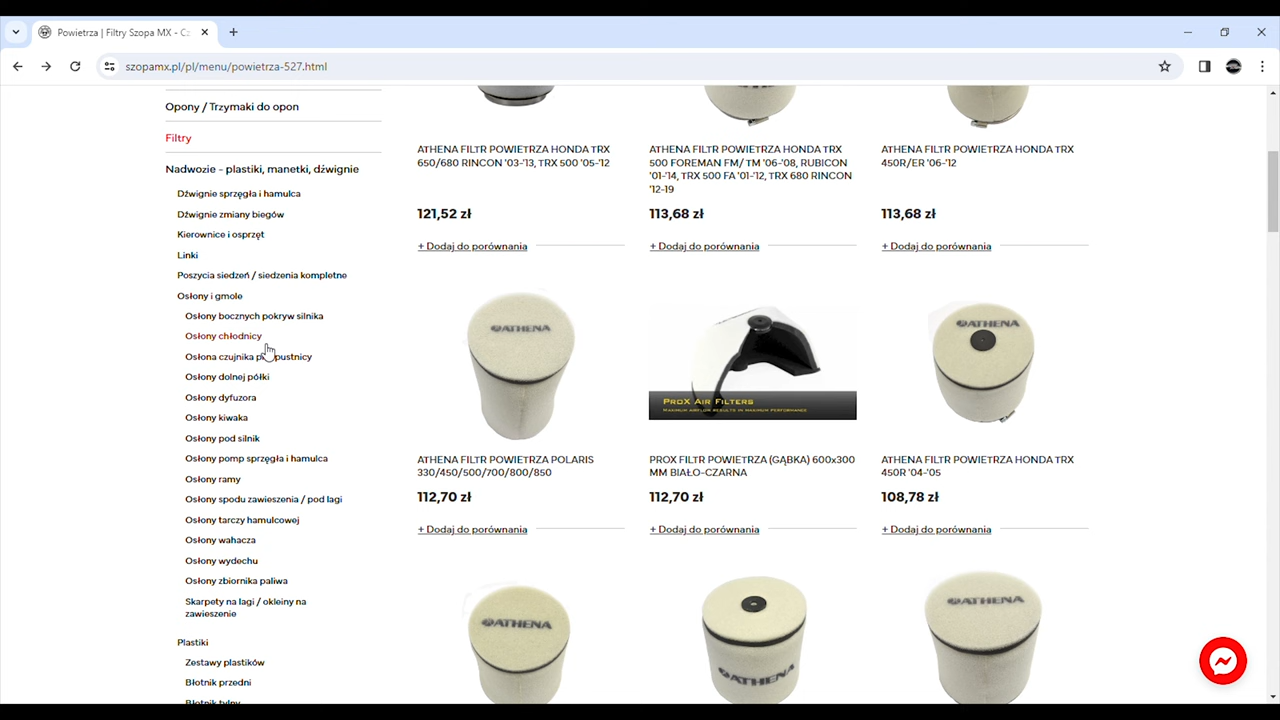 Powietrza | Filtry Szopa MX - Cz
szopamx.pl/pl/menu/powietrza-527.html
Opony / Trzymaki do opon
Filtry
Nadwozie - plastiki, manetki, dźwignie
Dźwignie sprzęgła i hamulca
Dźwignie zmiany biegów
Kierownice i osprzęt
Linki
Poszycia siedzeń / siedzenia kompletne
Osłony i gmole
Osłony bocznych pokryw silnika
Osłony chłodnicy
Osłona czujnika przepustnicy
Osłony dolnej półki
Osłony dyfuzora
Osłony kiwaka
Osłony pod silnik
Osłony pomp sprzęgła i hamulca
Osłony ramy
Osłony spodu zawieszenia / pod lagi
Osłony tarczy hamulcowej
Osłony wahacza
Osłony wydechu
Osłony zbiornika paliwa
Skarpety na lagi / okleiny na
zawieszenie
Plastiki
Zestawy plastików
Błotnik przedni
Błotnik tylny
ATHENA FILTR POWIETRZA HONDA TRX
650/680 RINCON '03-'13, TRX 500 '05-'12
121,52 zł
+ Dodaj do porównania
ATHENA FILTR POWIETRZA HONDA TRX
500 FOREMAN FM/ TM '06-'08, RUBICON
'01-'14, TRX 500 FA '01-'12, TRX 680 RINCON
'12-19
113,68 zł
+ Dodaj do porównania
ATHENA FILTR POWIETRZA HONDA TRX
450R/ER '06-'12
113,68 zł
+ Dodaj do porównania
ATHENA
ATHENA FILTR POWIETRZA POLARIS
330/450/500/700/800/850
112,70 zł
+ Dodaj do porównania
ProX Air Filters
Maximum airflow results in maximum performance
PROX FILTR POWIETRZA (GĄBKA) 600x300
MM BIAŁO-CZARNA
112,70 zł
+ Dodaj do porównania
ATHENA
ATHENA FILTR POWIETRZA HONDA TRX
450R '04-'05
108,78 zł
+ Dodaj do porównania
ATHENA
ATHENA
ATHENA